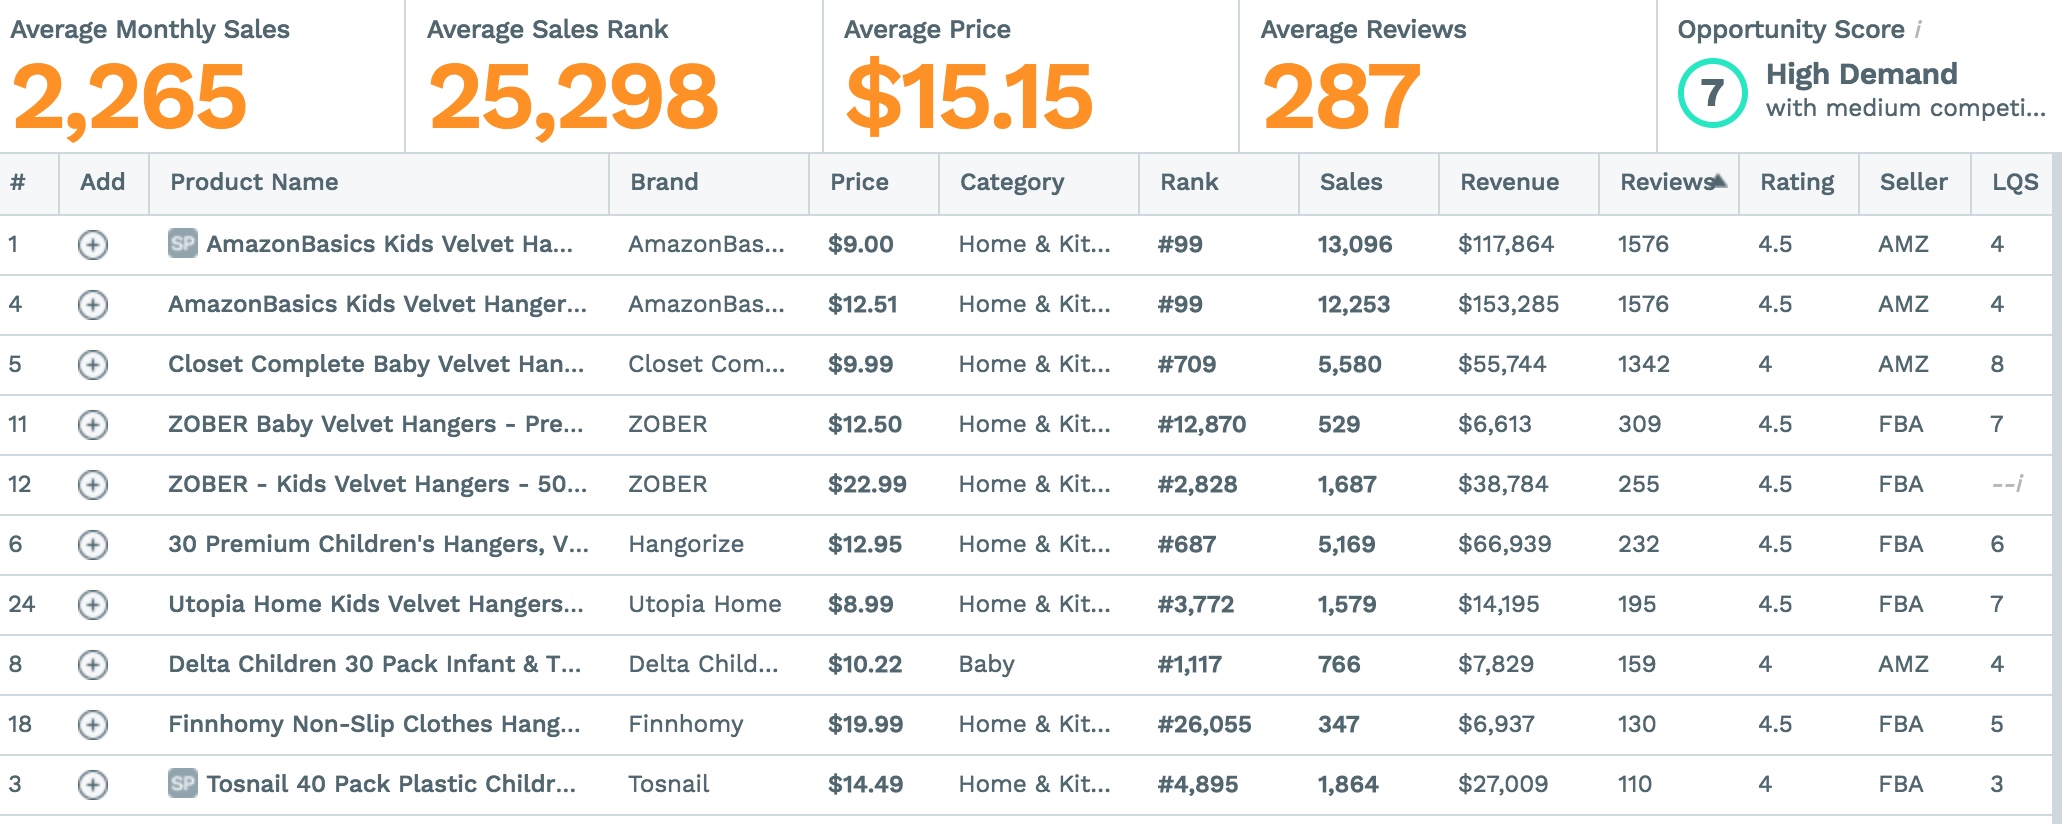 Average Monthly Sales Average Sales Rank Average Price Average Reviews Opportunity Score i
2,265 25,298 $15.15 287 7 High Demand
with medium competi...
# Add Product Name Brand Price Category Rank Sales Revenue Reviews Rating Seller LQS
1 SP AmazonBasics Kids Velvet Ha... AmazonBas... $9.00 Home & Kit... #99 13,096 $117,864 1576 4.5 AMZ 4
4 AmazonBasics Kids Velvet Hanger... AmazonBas... $12.51 Home & Kit... #99 12,253 $153,285 1576 4.5 AMZ 4
5 Closet Complete Baby Velvet Han... Closet Com... $9.99 Home & Kit... #709 5,580 $55,744 1342 4 AMZ 8
11 ZOBER Baby Velvet Hangers - Pre... ZOBER $12.50 Home & Kit... #12,870 529 $6,613 309 4.5 FBA 7
12 ZOBER - Kids Velvet Hangers - 50... ZOBER $22.99 Home & Kit... #2,828 1,687 $38,784 255 4.5 FBA --i
6 30 Premium Children's Hangers, V... Hangorize $12.95 Home & Kit... #687 5,169 $66,939 232 4.5 FBA 6
24 Utopia Home Kids Velvet Hangers... Utopia Home $8.99 Home & Kit... #3,772 1,579 $14,195 195 4.5 FBA 7
8 Delta Children 30 Pack Infant & T... Delta Child... $10.22 Baby #1,117 766 $7,829 159 4 AMZ 4
18 Finnhomy Non-Slip Clothes Hang... Finnhomy $19.99 Home & Kit... #26,055 347 $6,937 130 4.5 FBA 5
3 SP Tosnail 40 Pack Plastic Childr... Tosnail $14.49 Home & Kit... #4,895 1,864 $27,009 110 4 FBA 3